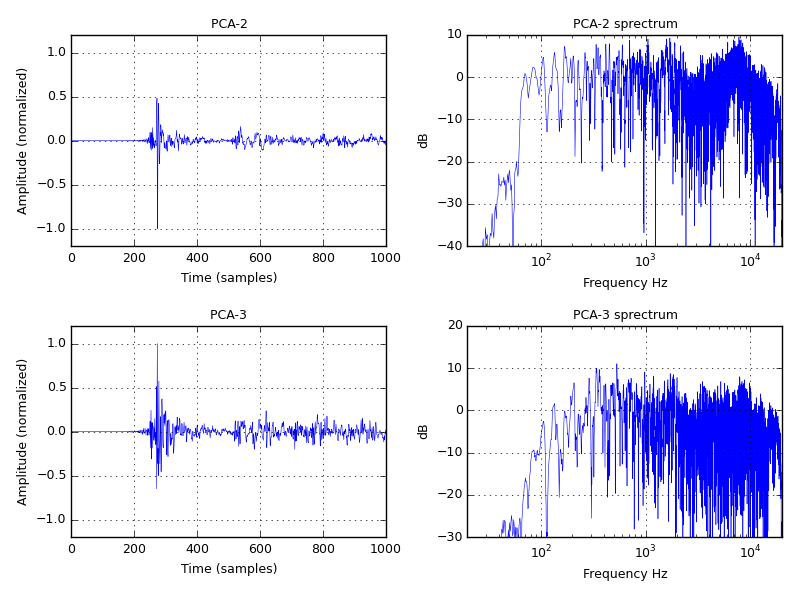 PCA-2
Amplitude (normalized)
1.0
0.5
0.0
−0.5
−1.0
0 200 400 600 800 1000
Time (samples)
PCA-2 sprectrum
dB
10
0
−10
−20
−30
−40
10² 10³ 10⁴
Frequency Hz
PCA-3
Amplitude (normalized)
1.0
0.5
0.0
−0.5
−1.0
0 200 400 600 800 1000
Time (samples)
PCA-3 sprectrum
dB
20
10
0
−10
−20
−30
10² 10³ 10⁴
Frequency Hz